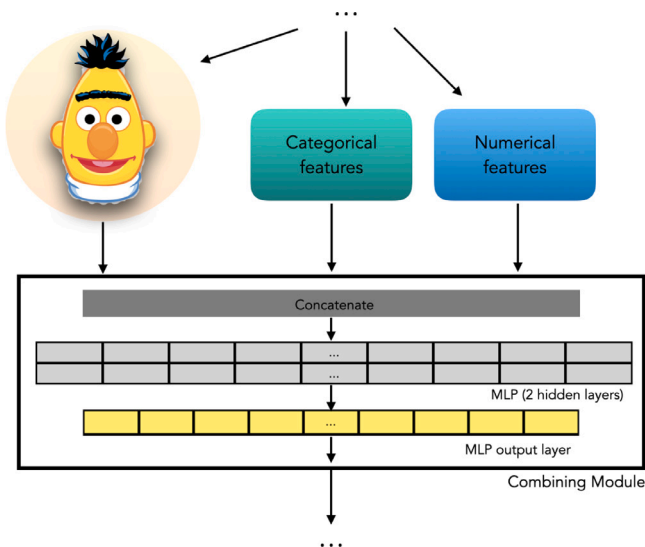 ...
Categorical
features
Numerical
features
Concatenate
...
...
MLP (2 hidden layers)
...
MLP output layer
Combining Module
...